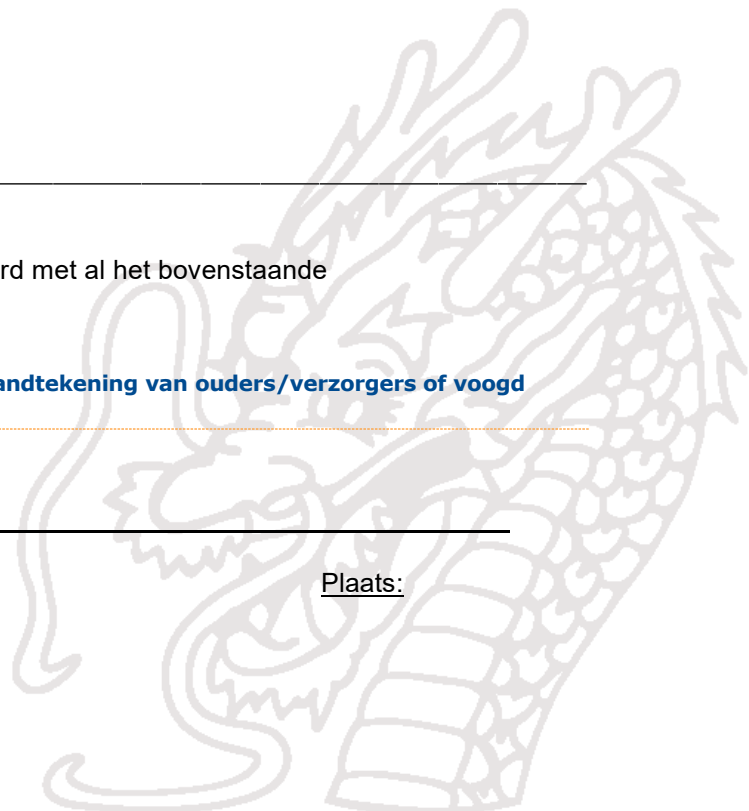 rd met al het bovenstaande
andtekening van ouders/verzorgers of voogd
Plaats: